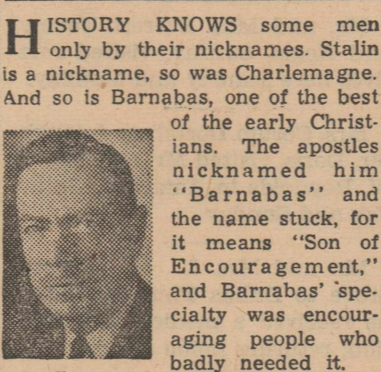 HISTORY KNOWS some men
only by their nicknames. Stalin
is a nickname, so was Charlemagne.
And so is Barnabas, one of the best
of the early Christ-
ians. The apostles
nicknamed him
"Barnabas" and
the name stuck, for
it means "Son of
Encouragement,"
and Barnabas' spe-
cialty was encour-
aging people who
badly needed it.